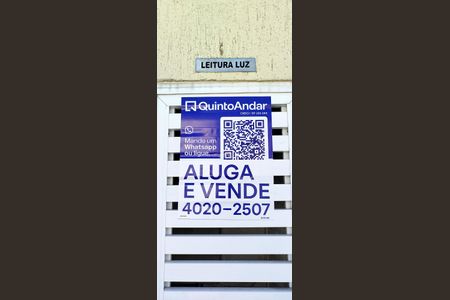 LEITURA LUZ
QuintoAndar
Mande um
Whatsapp
ou ligue
ALUGA
E VENDE
4020-2507